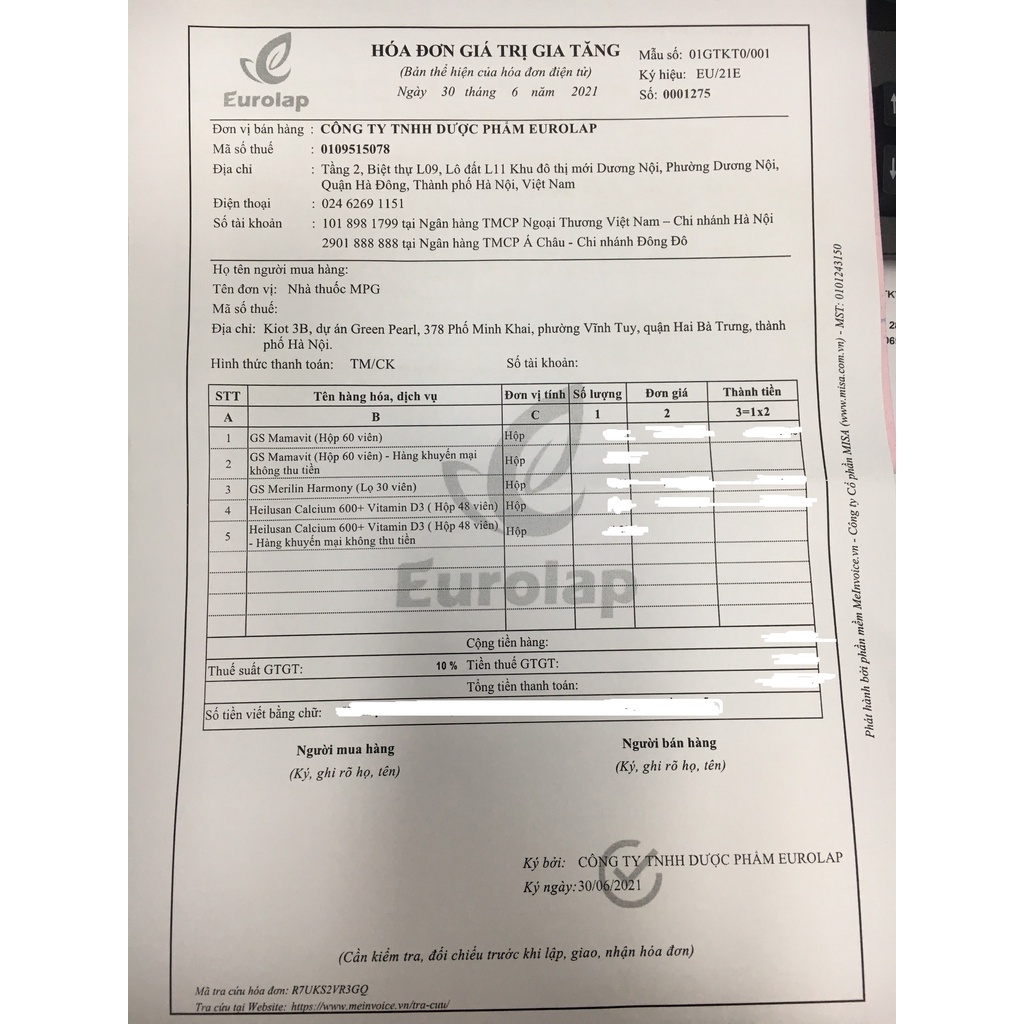 Eurolap
HÓA ĐƠN GIÁ TRỊ GIA TĂNG
(Bản thể hiện của hóa đơn điện tử)
Ngày 30 tháng 6 năm 2021
Mẫu số: 01GTKT0/001
Ký hiệu: EU/21E
Số: 0001275
Đơn vị bán hàng : CÔNG TY TNHH DƯỢC PHẨM EUROLAP
Mã số thuế : 0109515078
Địa chỉ : Tầng 2, Biệt thự L09, Lô đất L11 Khu đô thị mới Dương Nội, Phường Dương Nội,
Quận Hà Đông, Thành phố Hà Nội, Việt Nam
Điện thoại : 024 6269 1151
Số tài khoản : 101 898 1799 tại Ngân hàng TMCP Ngoại Thương Việt Nam – Chi nhánh Hà Nội
2901 888 888 tại Ngân hàng TMCP Á Châu - Chi nhánh Đông Đô
Họ tên người mua hàng:
Tên đơn vị: Nhà thuốc MPG
Mã số thuế:
Địa chỉ: Kiot 3B, dự án Green Pearl, 378 Phố Minh Khai, phường Vĩnh Tuy, quận Hai Bà Trưng, thành
phố Hà Nội.
Hình thức thanh toán: TM/CK Số tài khoản:
STT Tên hàng hóa, dịch vụ Đơn vị tính Số lượng Đơn giá Thành tiền
A B C 1 2 3=1x2
1 GS Mamavit (Hộp 60 viên) Hộp
2 GS Mamavit (Hộp 60 viên) - Hàng khuyến mại
không thu tiền Hộp
3 GS Merilin Harmony (Lọ 30 viên) Hộp
4 Heilusan Calcium 600+ Vitamin D3 ( Hộp 48 viên) Hộp
5 Heilusan Calcium 600+ Vitamin D3 ( Hộp 48 viên)
- Hàng khuyến mại không thu tiền Hộp
Eurolap
Cộng tiền hàng:
Thuế suất GTGT: 10 % Tiền thuế GTGT:
Tổng tiền thanh toán:
Số tiền viết bằng chữ:
Người mua hàng
(Ký, ghi rõ họ, tên)
Người bán hàng
(Ký, ghi rõ họ, tên)
Ký bởi: CÔNG TY TNHH DƯỢC PHẨM EUROLAP
Ký ngày: 30/06/2021
(Cần kiểm tra, đối chiếu trước khi lập, giao, nhận hóa đơn)
Mã tra cứu hóa đơn: R7UKS2VR3GQ
Tra cứu tại Website: https://www.meinvoice.vn/tra-cuu/
Phát hành bởi phần mềm MeInvoice.vn - Công ty Cổ phần MISA (www.misa.com.vn) - MST: 0101243150